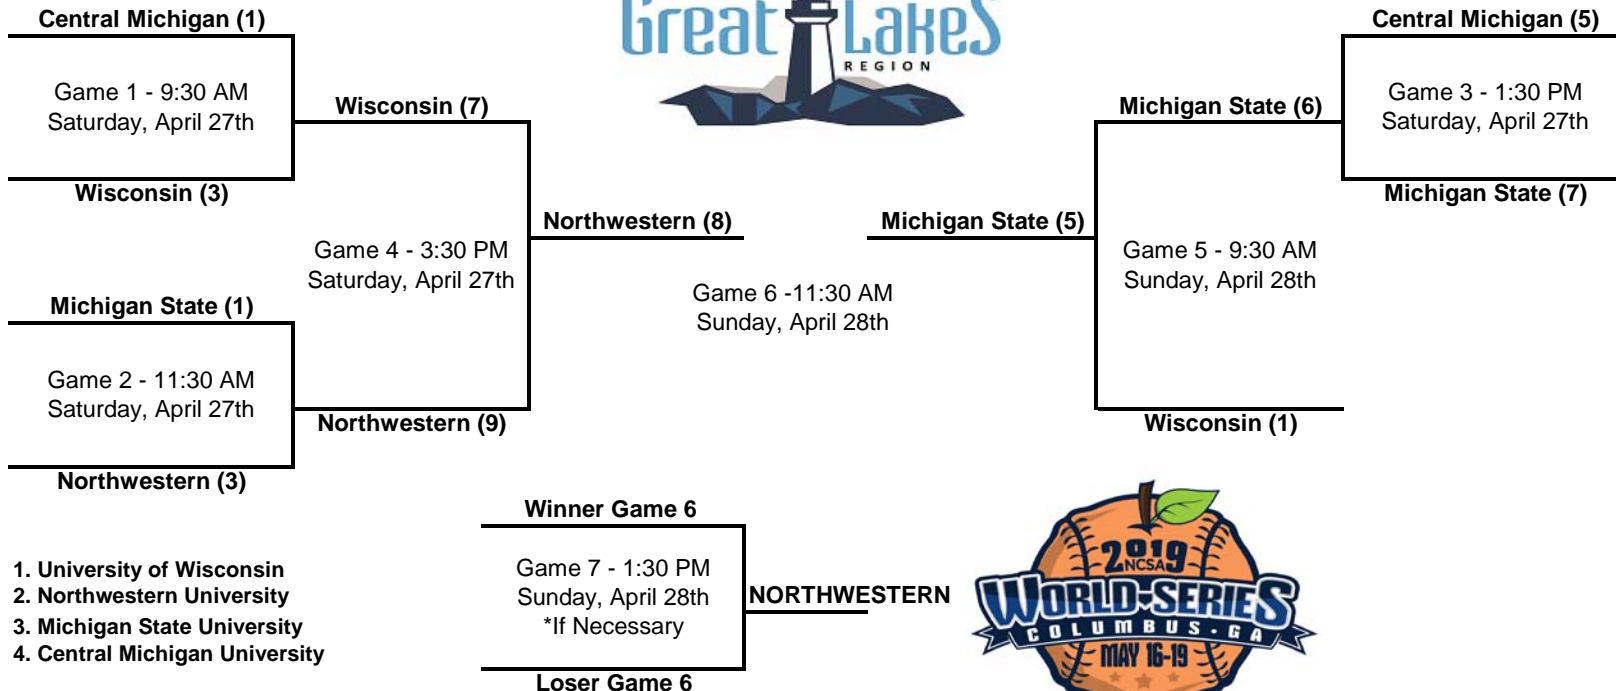 Great Lakes
REGION
Central Michigan (1)
Game 1 - 9:30 AM
Saturday, April 27th
Wisconsin (3)
Wisconsin (7)
Game 4 - 3:30 PM
Saturday, April 27th
Michigan State (1)
Game 2 - 11:30 AM
Saturday, April 27th
Northwestern (3)
Northwestern (9)
Northwestern (8)
Game 6 -11:30 AM
Sunday, April 28th
Michigan State (5)
Michigan State (6)
Game 5 - 9:30 AM
Sunday, April 28th
Wisconsin (1)
Central Michigan (5)
Game 3 - 1:30 PM
Saturday, April 27th
Michigan State (7)
Winner Game 6
Game 7 - 1:30 PM
Sunday, April 28th
*If Necessary
Loser Game 6
NORTHWESTERN
1. University of Wisconsin
2. Northwestern University
3. Michigan State University
4. Central Michigan University
2019
NCSA
WORLD SERIES
COLUMBUS • GA
MAY 16-19